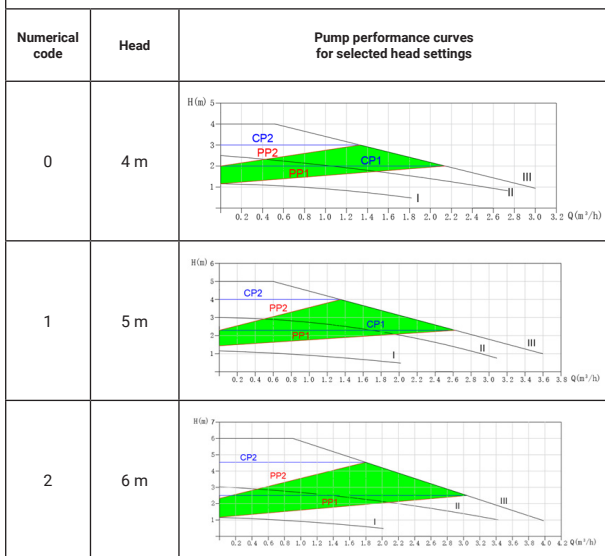 Numerical code
Head
Pump performance curves
for selected head settings
0
4 m
H(m) 5
4
3
2
1
CP2
PP2
CP1
PP1
III
II
I
0.2 0.4 0.6 0.8 1.0 1.2 1.4 1.6 1.8 2.0 2.2 2.4 2.6 2.8 3.0 3.2 Q(m³/h)
1
5 m
H(m) 6
5
4
3
2
1
CP2
PP2
CP1
PP1
III
II
I
0.2 0.4 0.6 0.8 1.0 1.2 1.4 1.6 1.8 2.0 2.2 2.4 2.6 2.8 3.0 3.2 3.4 3.6 3.8 Q(m³/h)
2
6 m
H(m) 7
6
5
4
3
2
1
CP2
PP2
PP1
III
II
I
0.2 0.4 0.6 0.8 1.0 1.2 1.4 1.6 1.8 2.0 2.2 2.4 2.6 2.8 3.0 3.2 3.4 3.6 3.8 4.0 4.2 Q(m³/h)